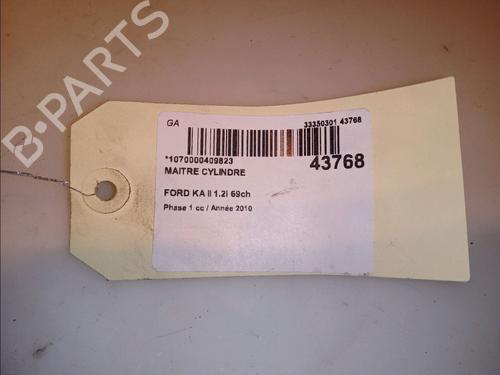 B-PARTS
GA
33350301 43768
*1070000409823
43768
MAITRE CYLINDRE
FORD KA II 1.2i 69ch
Phase 1 cc / Année 2010